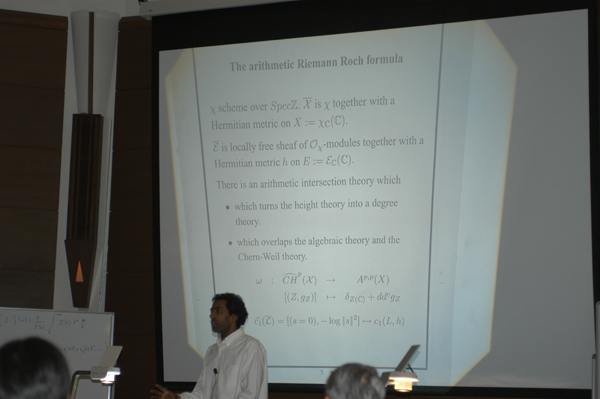 The arithmetic Riemann Roch formula
χ scheme over Specℤ. X̃ is χ together with a
Hermitian metric on X := χ_C(ℂ).
Ẽ is locally free sheaf of O_χ-modules together with a
Hermitian metric h on E := E_C(ℂ).
There is an arithmetic intersection theory which
• which turns the height theory into a degree
theory.
• which overlaps the algebraic theory and the
Chern-Weil theory.
ω : ĈH^p(X) → A^{p,p}(X)
[(Z, g_Z)] ↦ δ_{Z(C)} + dd^c g_Z
ĉ₁(L̃) = [(s = 0), −log‖s‖²] ↦ c₁(L, h)